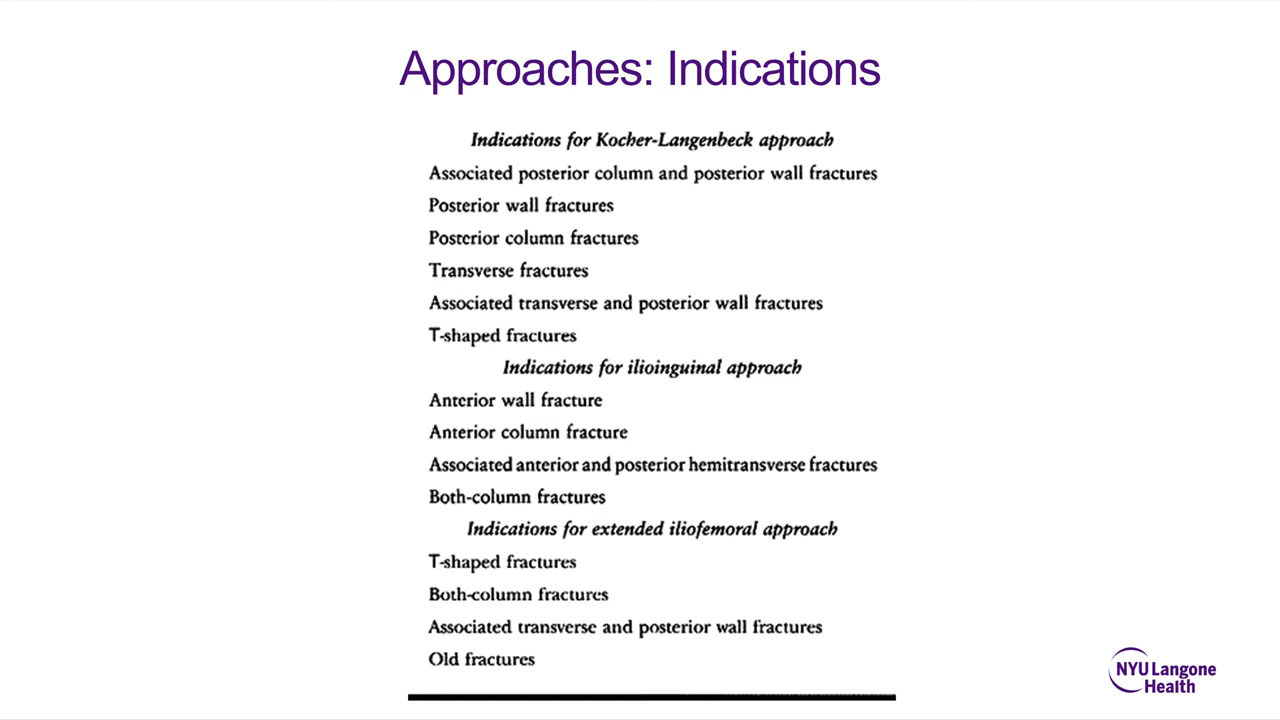 Approaches: Indications
Indications for Kocher-Langenbeck approach
Associated posterior column and posterior wall fractures
Posterior wall fractures
Posterior column fractures
Transverse fractures
Associated transverse and posterior wall fractures
T-shaped fractures
Indications for ilioinguinal approach
Anterior wall fracture
Anterior column fracture
Associated anterior and posterior hemitransverse fractures
Both-column fractures
Indications for extended iliofemoral approach
T-shaped fractures
Both-column fractures
Associated transverse and posterior wall fractures
Old fractures
NYU Langone
Health